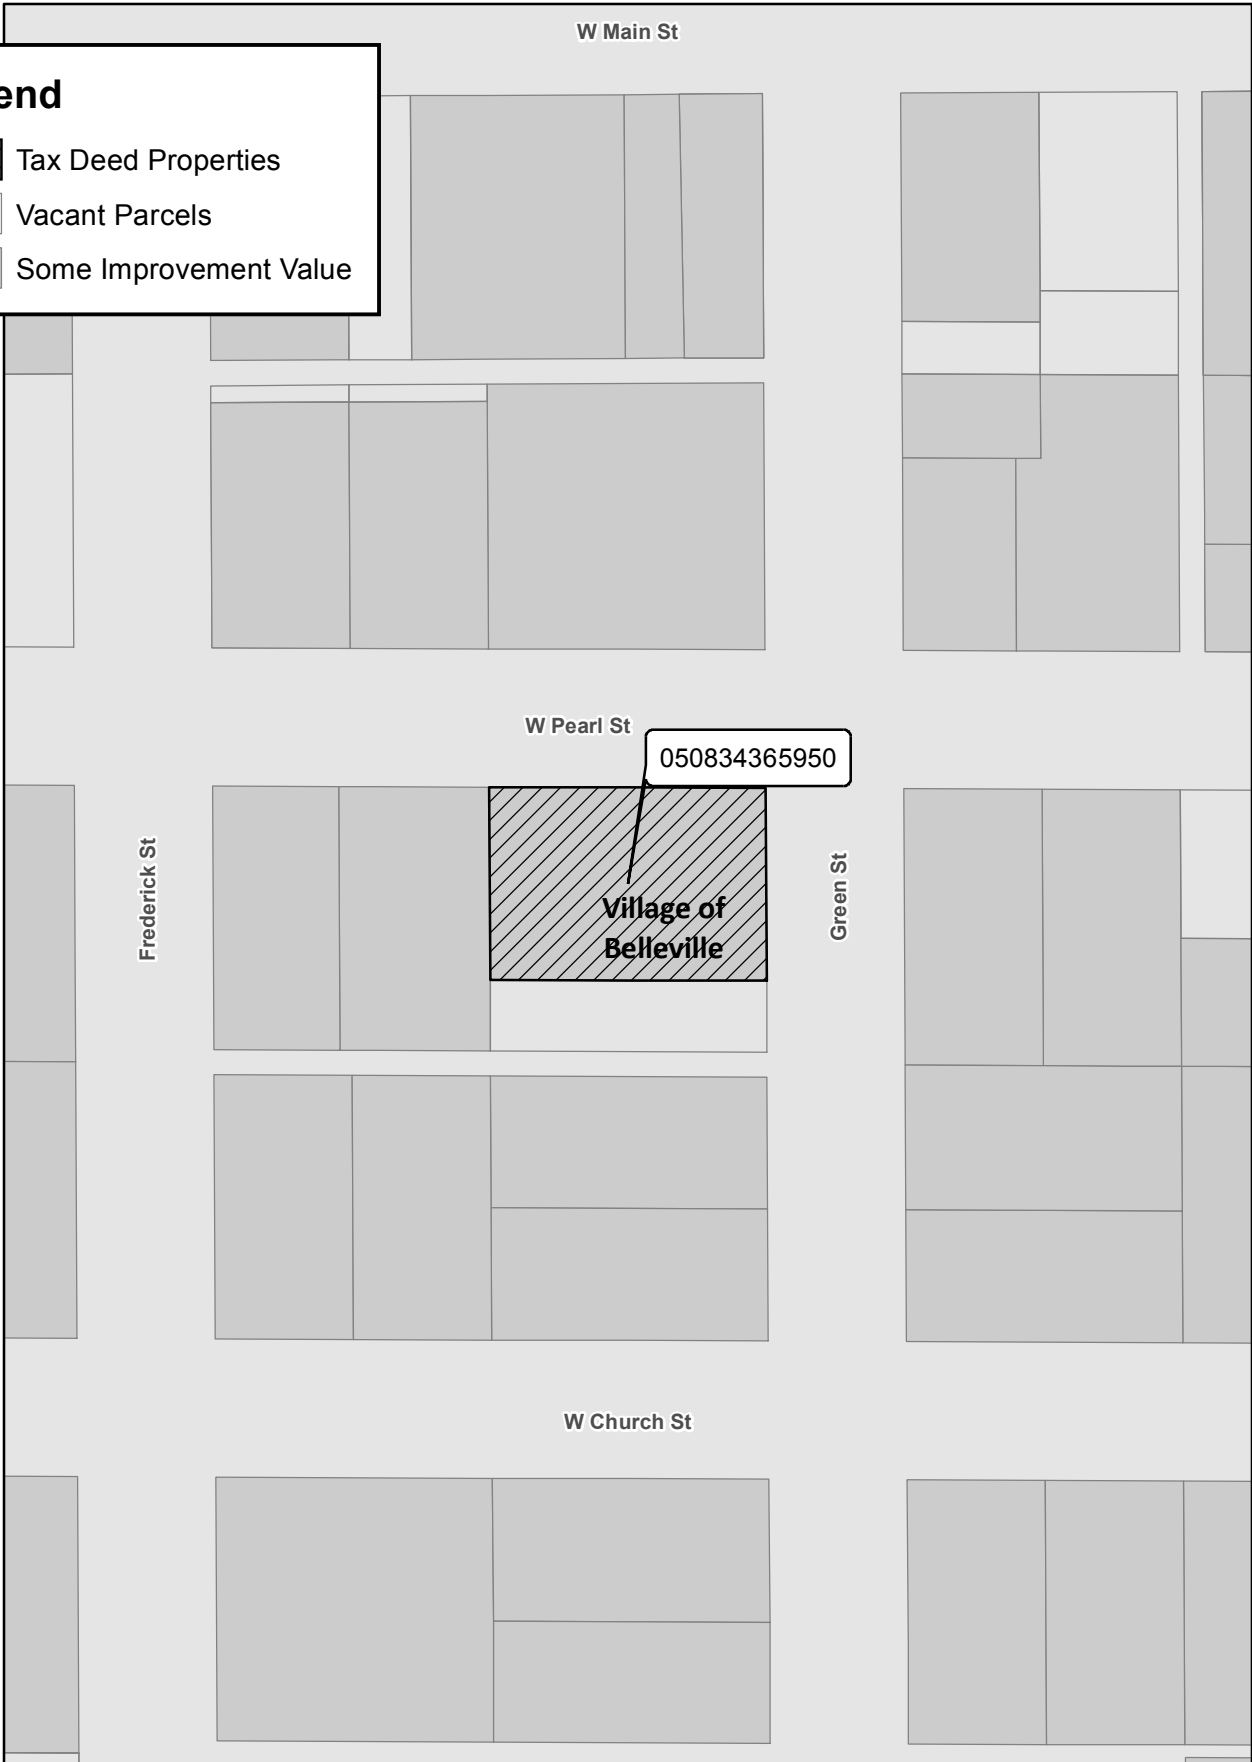 W Main St
end
Tax Deed Properties
Vacant Parcels
Some Improvement Value
W Pearl St
050834365950
Frederick St
Green St
Village of
Belleville
W Church St